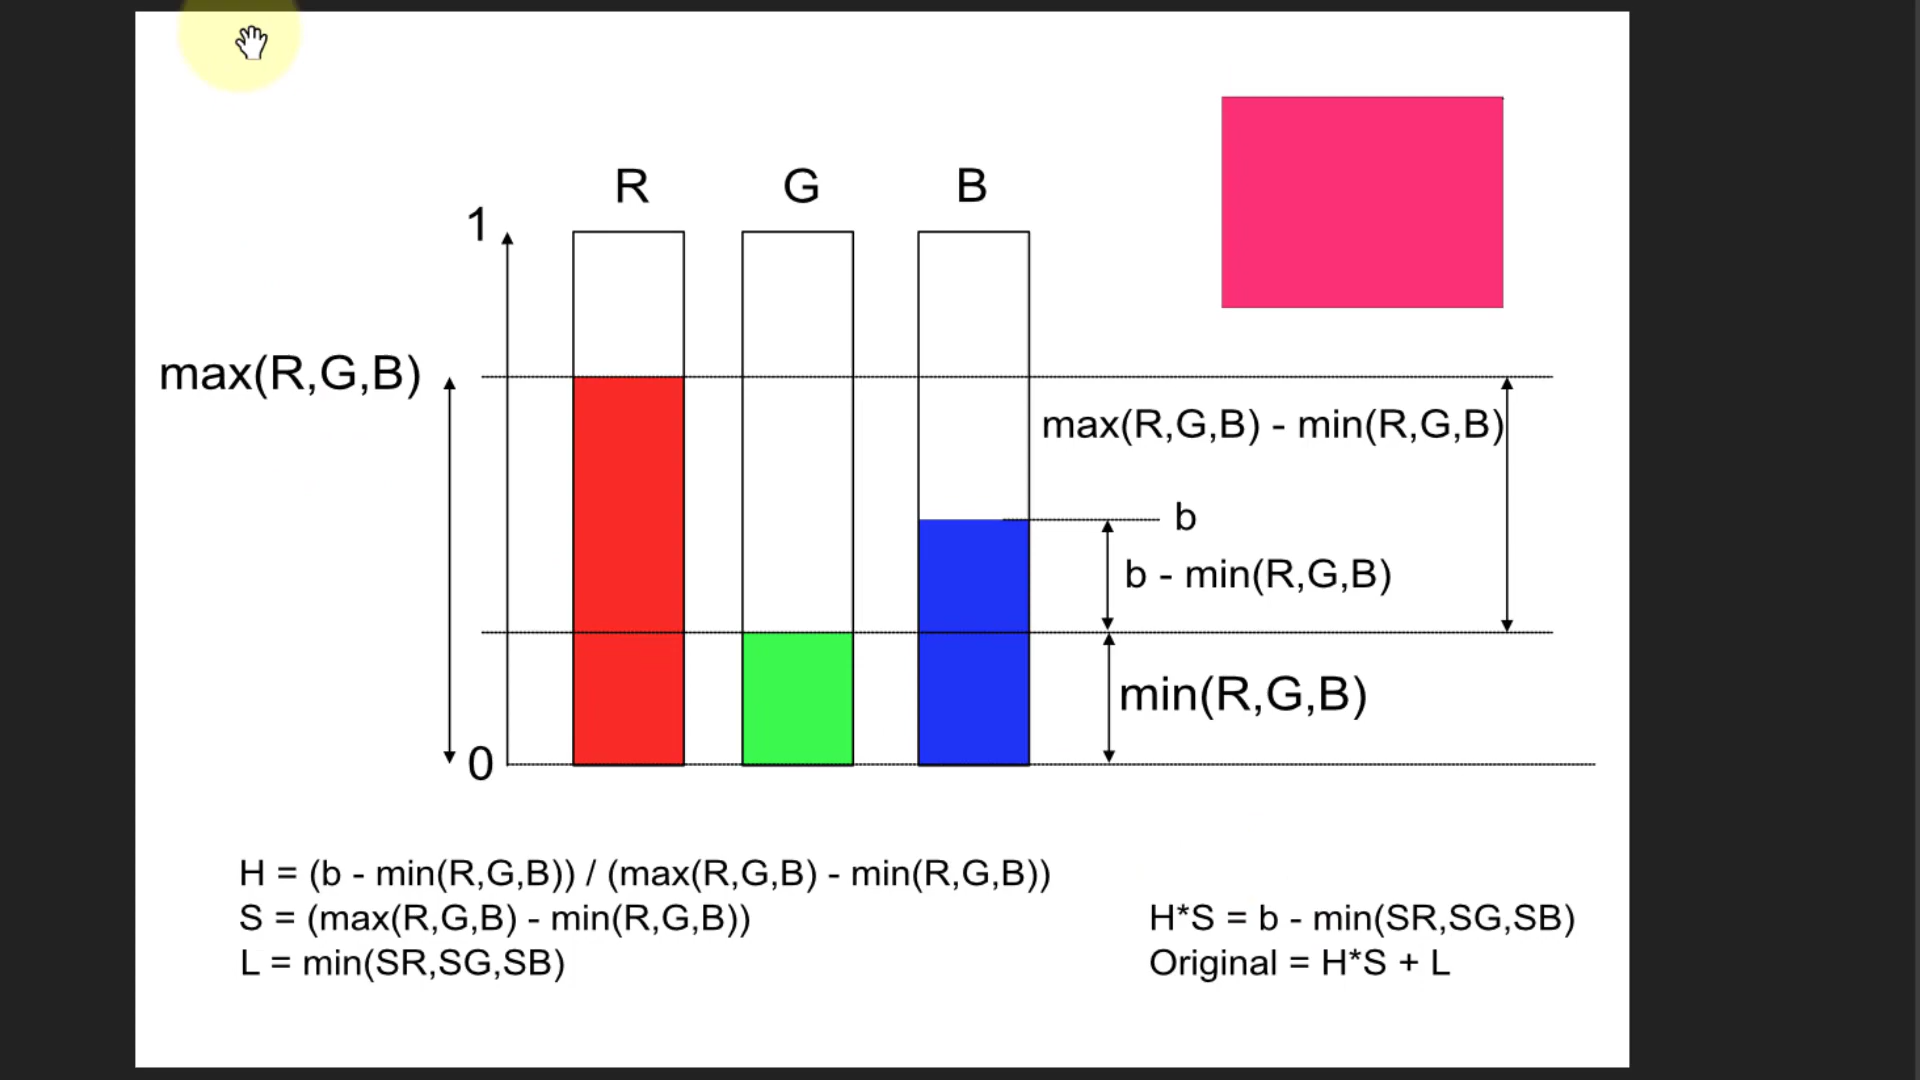 R G B
1
max(R,G,B)
max(R,G,B) - min(R,G,B)
b
b - min(R,G,B)
min(R,G,B)
0
H = (b - min(R,G,B)) / (max(R,G,B) - min(R,G,B))
S = (max(R,G,B) - min(R,G,B))
L = min(SR,SG,SB)
H*S = b - min(SR,SG,SB)
Original = H*S + L